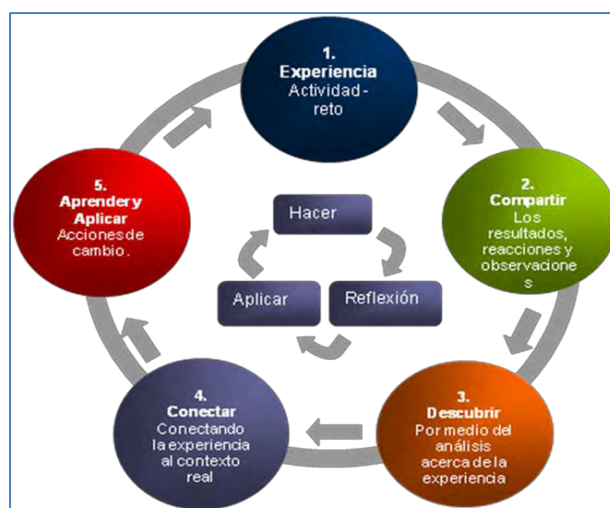 1.
Experiencia
Actividad-
reto
2.
Compartir
Los
resultados,
reacciones y
observacione
s
3.
Descubrir
Por medio del
análisis
acerca de la
experiencia
4.
Conectar
Conectando
la experiencia
al contexto
real
5.
Aprender y
Aplicar
Acciones de
cambio.
Hacer
Reflexión
Aplicar